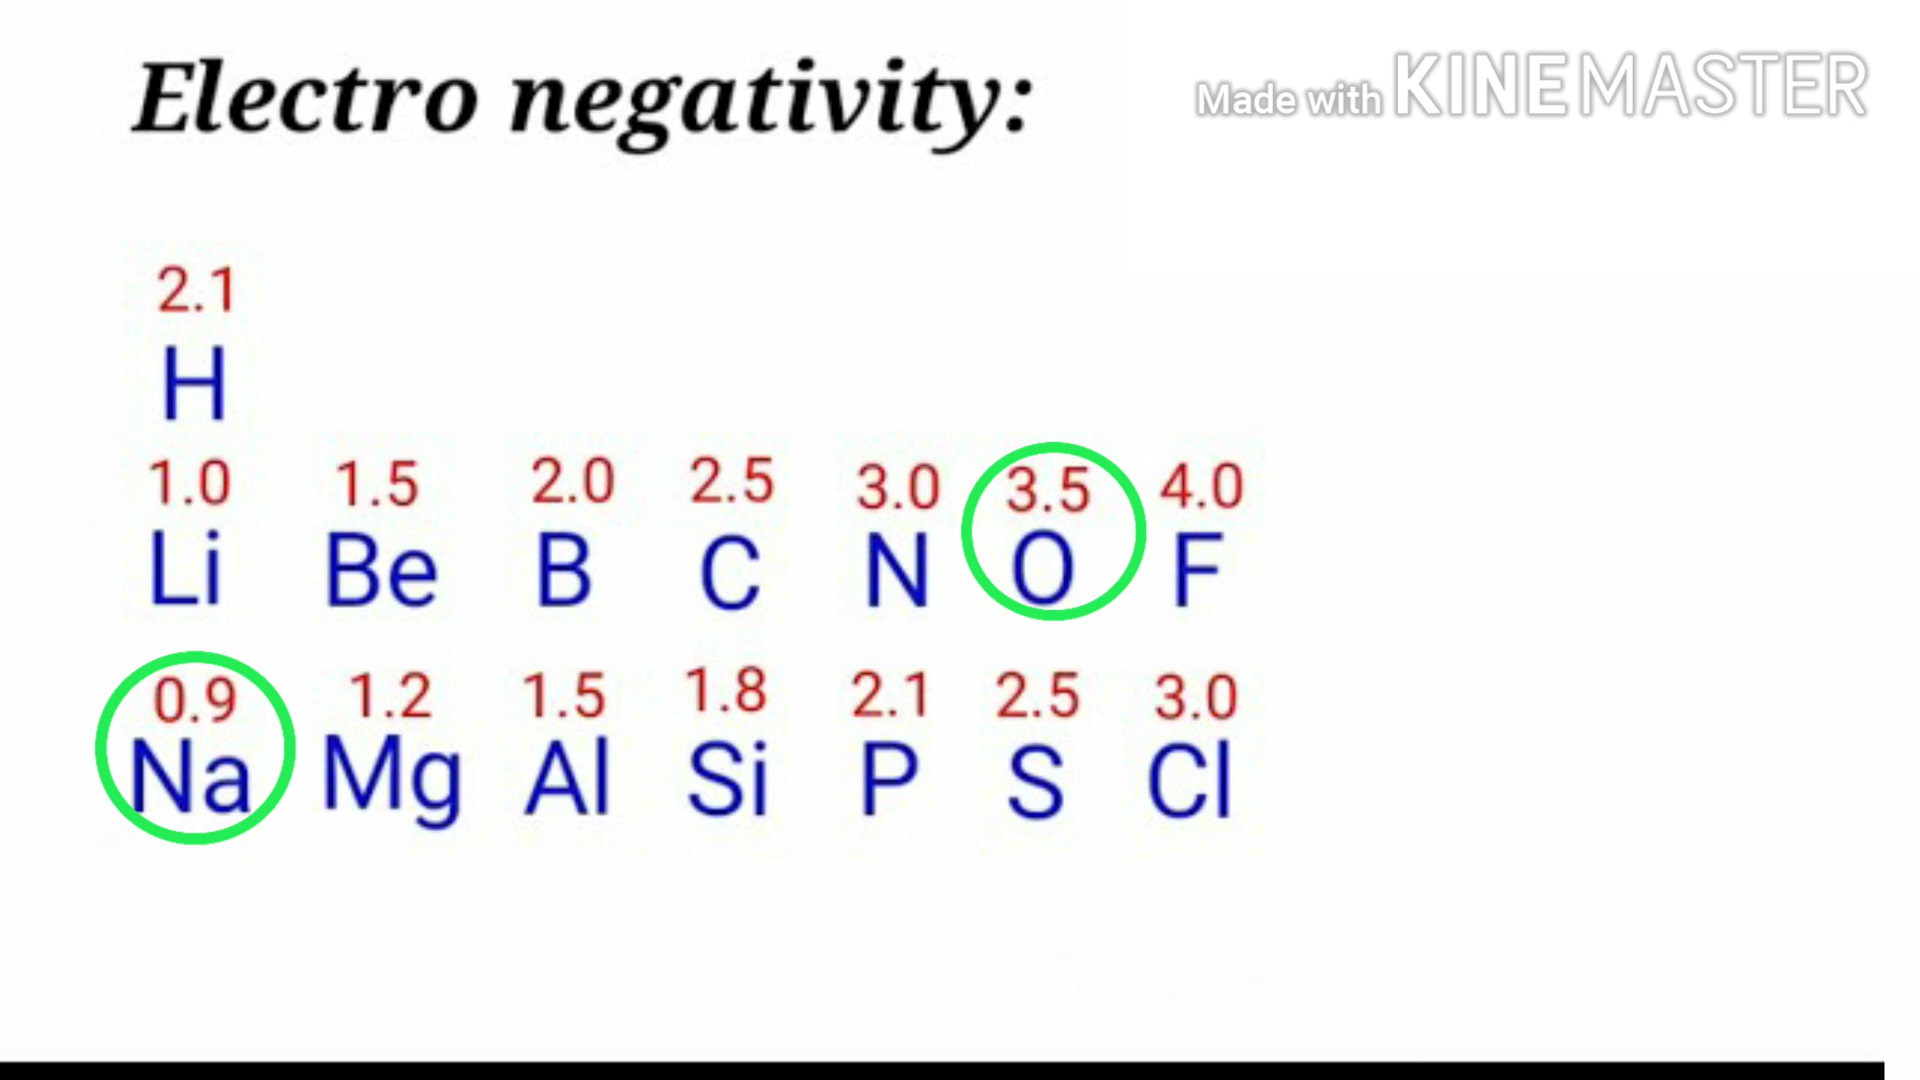 Electro negativity:
Made with KINEMASTER
2.1
H
1.0 1.5 2.0 2.5 3.0 3.5 4.0
Li Be B C N O F
0.9 1.2 1.5 1.8 2.1 2.5 3.0
Na Mg Al Si P S Cl